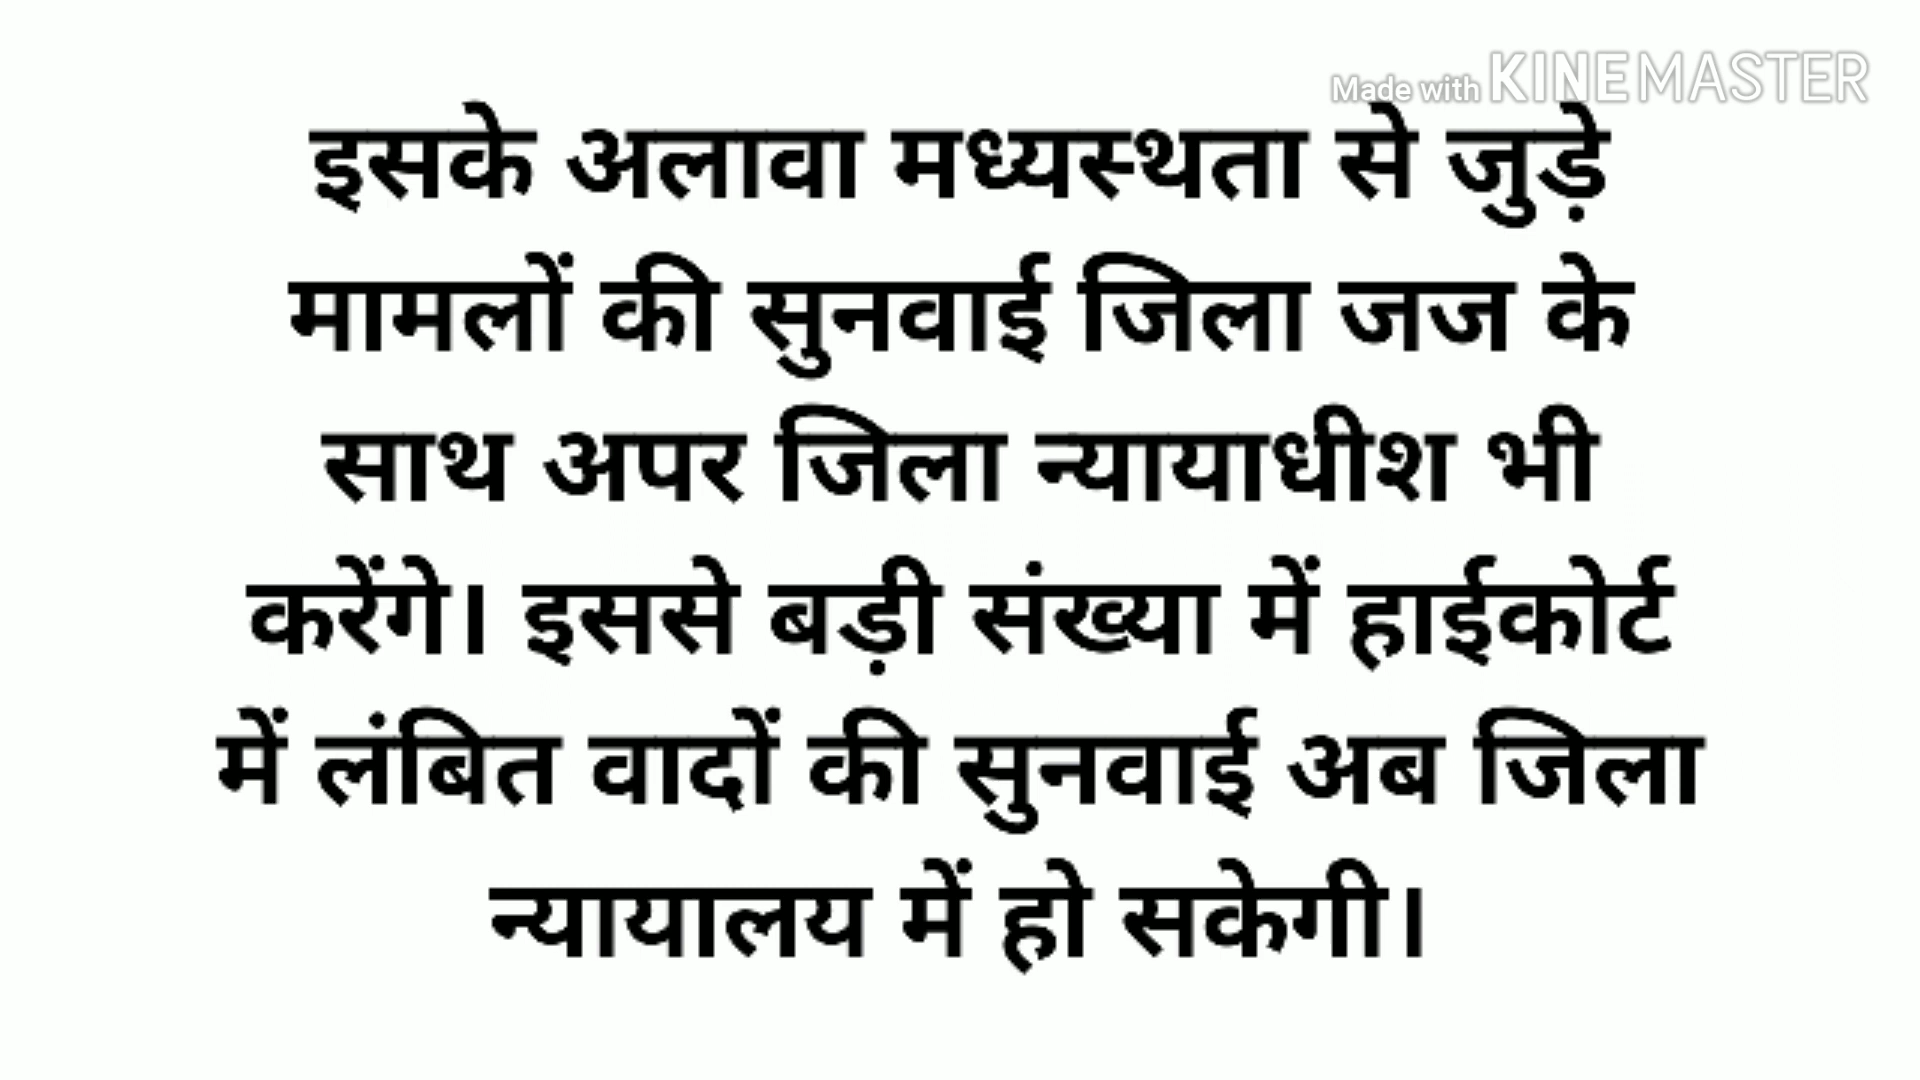 Made with KINEMASTER
इसके अलावा मध्यस्थता से जुड़े
मामलों की सुनवाई जिला जज के
साथ अपर जिला न्यायाधीश भी
करेंगे। इससे बड़ी संख्या में हाईकोर्ट
में लंबित वादों की सुनवाई अब जिला
न्यायालय में हो सकेगी।